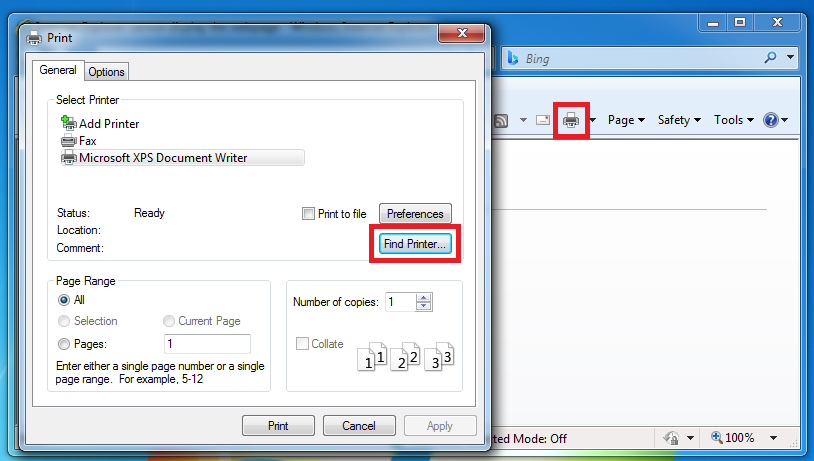 Print
General
Options
Bing
Page
Safety
Tools
Select Printer
Add Printer
Fax
Microsoft XPS Document Writer
Status: Ready
Print to file
Preferences
Location:
Find Printer...
Comment:
Page Range
All
Selection
Current Page
Pages: 1
Enter either a single page number or a single
page range. For example, 5-12
Number of copies: 1
Collate
1 1 2 2 3 3
Print
Cancel
Apply
Mode: Off
100%